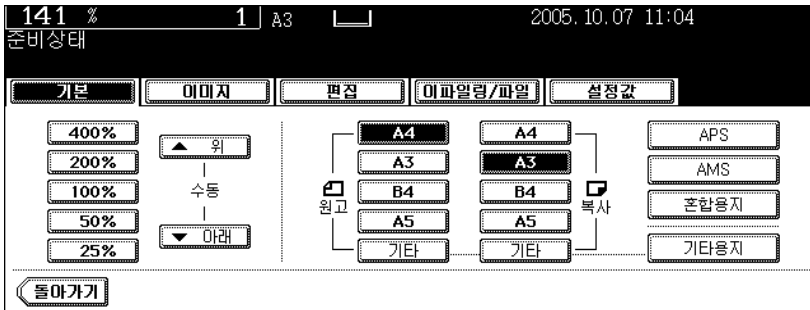 141 % 1 A3 2005.10.07 11:04
준비상태
기본 이미지 편집 이파일링/파일 설정값
400% 위 A4 A4 APS
200% A3 A3 AMS
100% 수동 원고 B4 B4 복사 혼합용지
50% A5 A5
25% 아래 기타 기타 기타용지
돌아가기